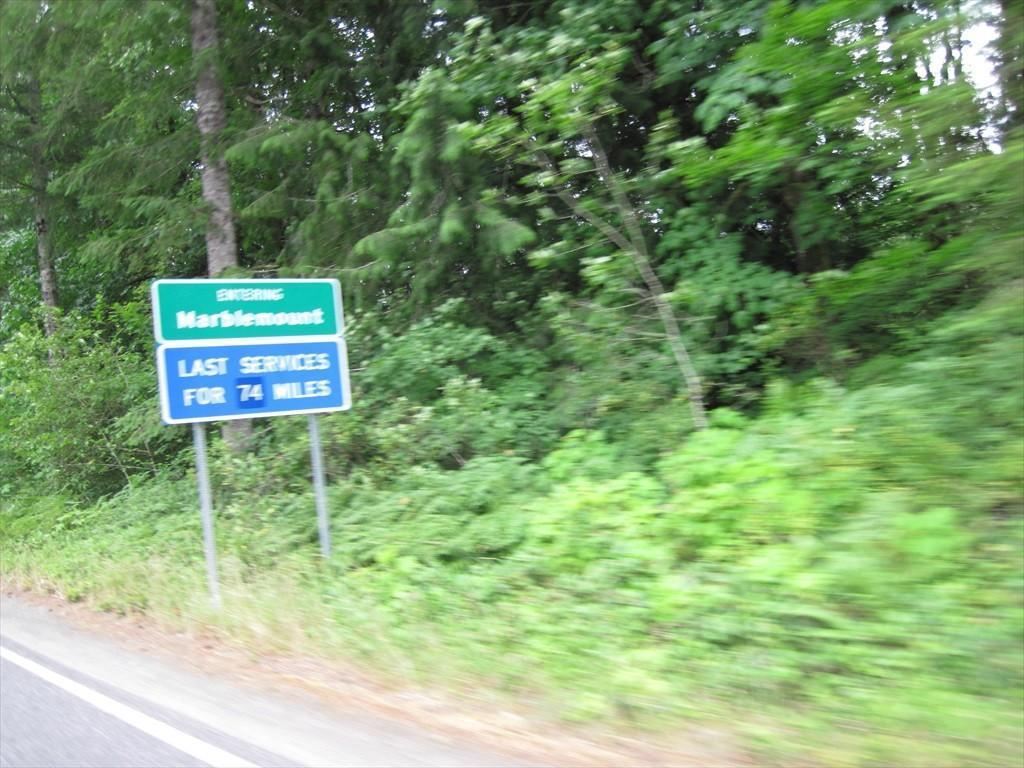 ENTERING
Marblemount
LAST SERVICES
FOR 74 MILES